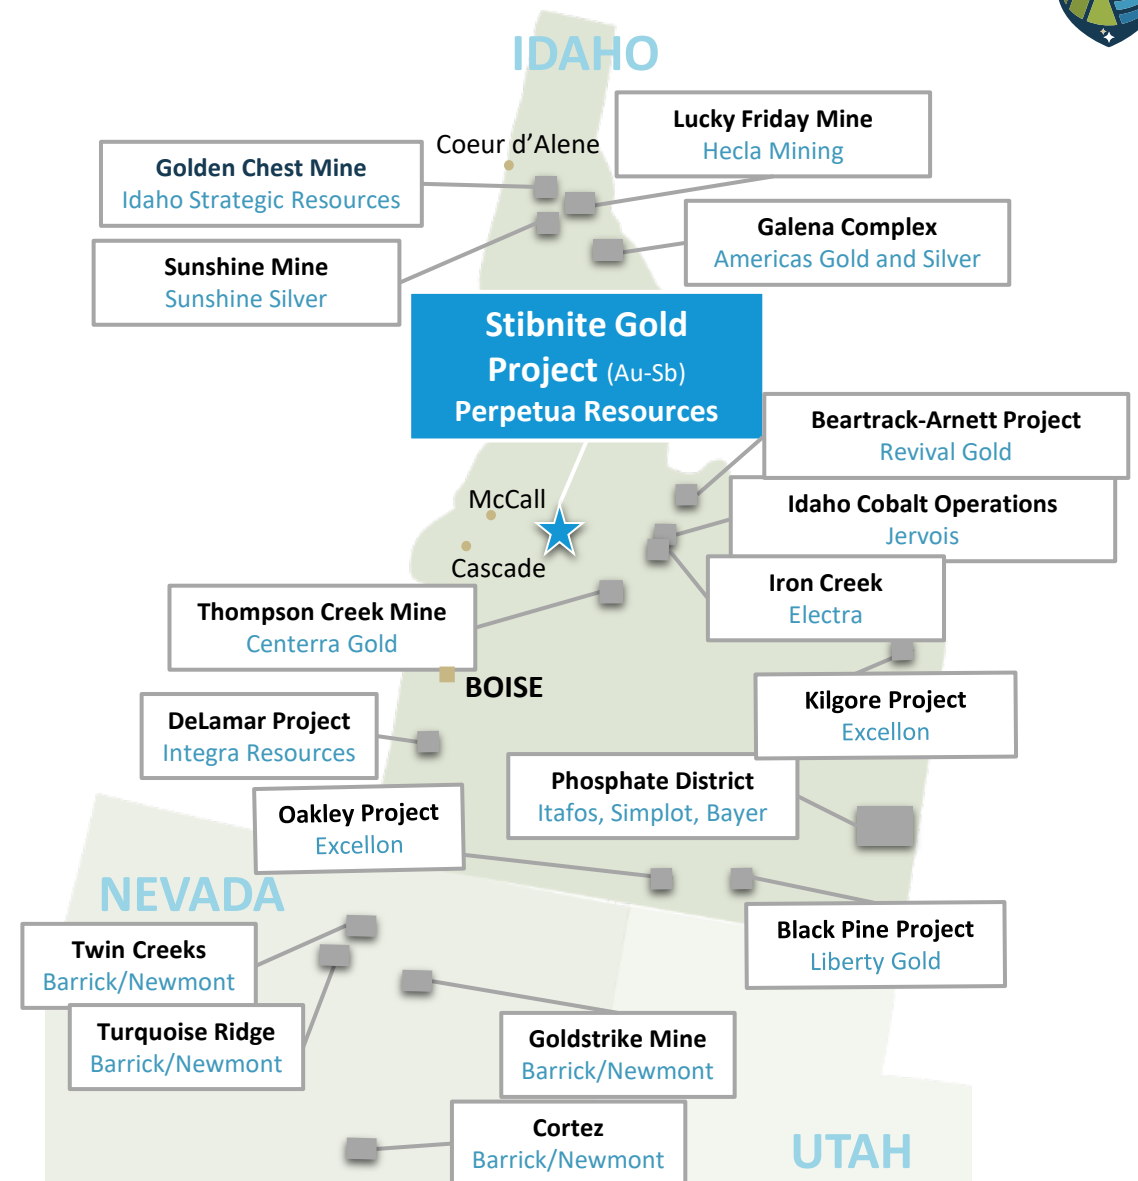 IDAHO
Lucky Friday Mine
Hecla Mining
Coeur d’Alene
Golden Chest Mine
Idaho Strategic Resources
Galena Complex
Americas Gold and Silver
Sunshine Mine
Sunshine Silver
Stibnite Gold
Project (Au-Sb)
Perpetua Resources
Beartrack-Arnett Project
Revival Gold
McCall
Idaho Cobalt Operations
Jervois
Cascade
Iron Creek
Electra
Thompson Creek Mine
Centerra Gold
BOISE
Kilgore Project
Excellon
DeLamar Project
Integra Resources
Phosphate District
Itafos, Simplot, Bayer
Oakley Project
Excellon
NEVADA
Black Pine Project
Liberty Gold
Twin Creeks
Barrick/Newmont
Turquoise Ridge
Barrick/Newmont
Goldstrike Mine
Barrick/Newmont
Cortez
Barrick/Newmont
UTAH